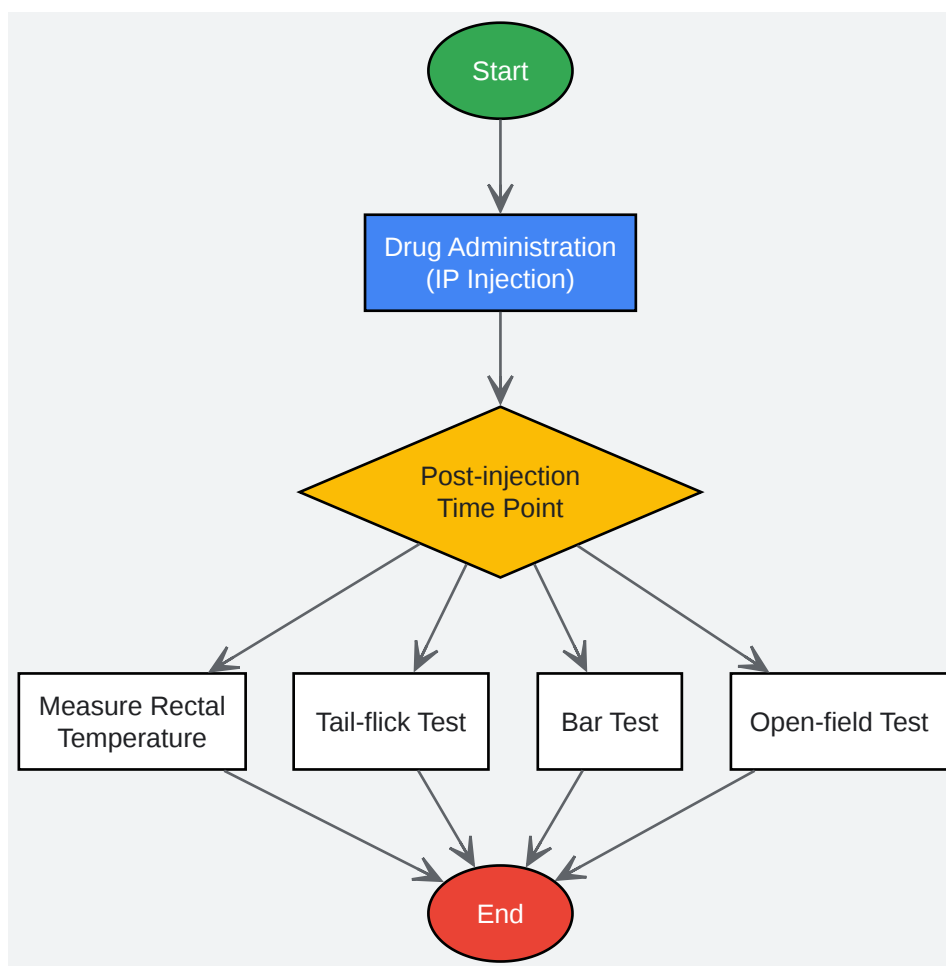 Start
Drug Administration
(IP Injection)
Post-injection
Time Point
Measure Rectal
Temperature
Tail-flick Test
Bar Test
Open-field Test
End